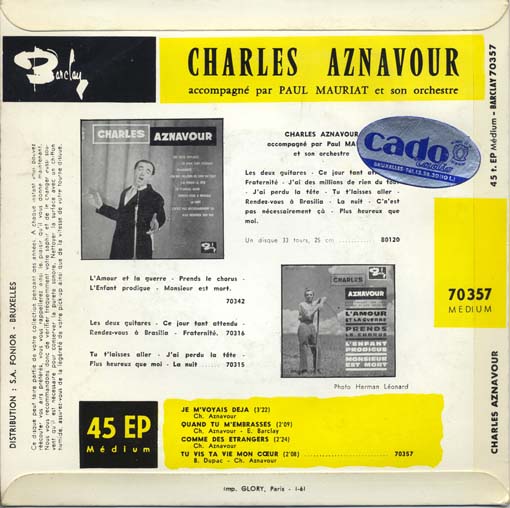 Barclay
CHARLES AZNAVOUR
accompagné par PAUL MAURIAT et son orchestre
45 t. EP Médium - BARCLAY 70357
CHARLES AZNAVOUR
CHARLES AZNAVOUR
accompagné par Paul MA
et son orchestre
cado
BRUXELLES
Les deux guitares - Ce jour tant atten
Fraternité - J'ai des millions de rien du tout
- J'ai perdu la tête - Tu t'laisses aller -
Rendez-vous à Brasilia - La nuit - C'n'est
pas nécessairement ça - Plus heureux que
moi.
Un disque 33 tours, 25 cm ........... 80120
L'Amour et la guerre - Prends le chorus -
L'Enfant prodigue - Monsieur est mort.
70342
Les deux guitares - Ce jour tant attendu -
Rendez-vous à Brasilia - Fraternité. 70316
Tu t'laisses aller - J'ai perdu la tête -
Plus heureux que moi - La nuit ...... 70315
CHARLES
AZNAVOUR
L'AMOUR
ET LA GUERRE
PRENDS
LE CHORUS
L'ENFANT
PRODIGUE
MONSIEUR
EST MORT
Photo Herman Léonard
70357
MEDIUM
CHARLES AZNAVOUR
DISTRIBUTION : S.A. FONIOR - BRUXELLES
45 EP
Médium
JE M'VOYAIS DEJA (3'22)
Ch. Aznavour
QUAND TU M'EMBRASSES (2'09)
Ch. Aznavour - E. Barclay
COMME DES ETRANGERS (2'24)
Ch. Aznavour
TU VIS TA VIE MON CŒUR (2'08) ........... 70357
B. Dupac - Ch. Aznavour
Imp. GLORY, Paris - 1-61